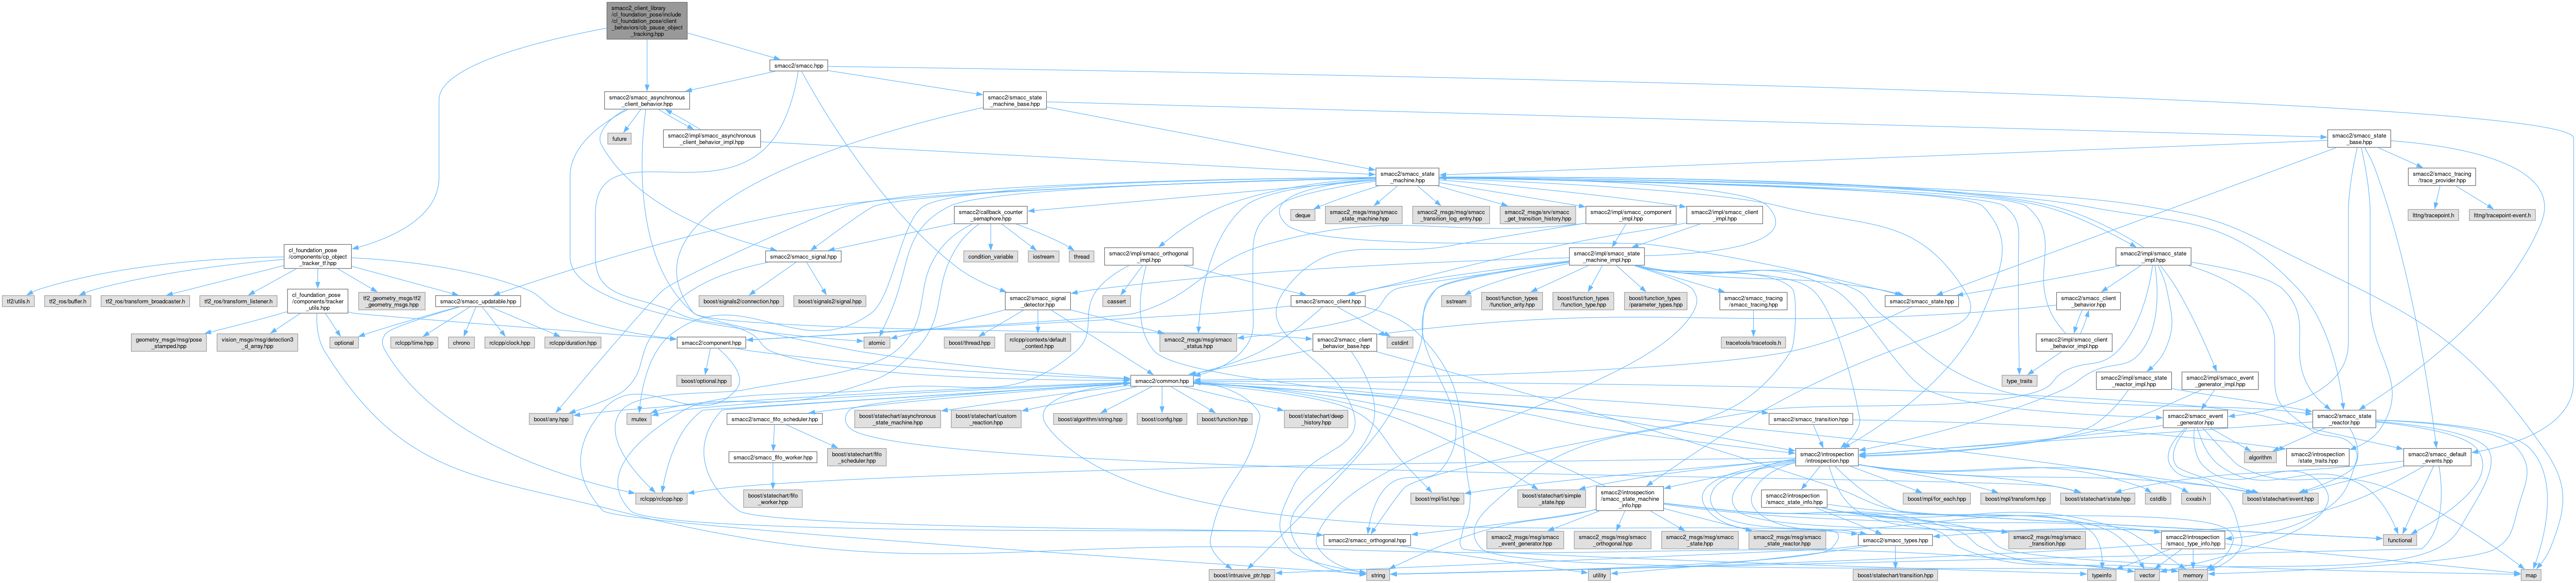 smacc2_client_library
/cl_foundation_pose/include
/cl_foundation_pose/client
_behaviors/cb_pause_object
_tracking.hpp
smacc2/smacc.hpp
smacc2/smacc_asynchronous
_client_behavior.hpp
smacc2/smacc_state
_machine_base.hpp
future
smacc2/impl/smacc_asynchronous
_client_behavior_impl.hpp
smacc2/smacc_state
_base.hpp
smacc2/smacc_state
_machine.hpp
smacc2/smacc_tracing
/trace_provider.hpp
smacc2/callback_counter
_semaphore.hpp
deque
smacc2_msgs/msg/smacc
_state_machine.hpp
smacc2_msgs/msg/smacc
_transition_log_entry.hpp
smacc2_msgs/srv/smacc
_get_transition_history.hpp
smacc2/impl/smacc_component
_impl.hpp
smacc2/impl/smacc_client
_impl.hpp
lttng/tracepoint.h
lttng/tracepoint-event.h
cl_foundation_pose
/components/cp_object
_tracker_tf.hpp
smacc2/smacc_signal.hpp
condition_variable
iostream
thread
smacc2/impl/smacc_orthogonal
_impl.hpp
smacc2/impl/smacc_state
_machine_impl.hpp
smacc2/impl/smacc_state
_impl.hpp
tf2/utils.h
tf2_ros/buffer.h
tf2_ros/transform_broadcaster.h
tf2_ros/transform_listener.h
cl_foundation_pose
/components/tracker
_utils.hpp
tf2_geometry_msgs/tf2
_geometry_msgs.hpp
smacc2/smacc_updatable.hpp
boost/signals2/connection.hpp
boost/signals2/signal.hpp
smacc2/smacc_signal
_detector.hpp
cassert
smacc2/smacc_client.hpp
sstream
boost/function_types
/function_arity.hpp
boost/function_types
/function_type.hpp
boost/function_types
/parameter_types.hpp
smacc2/smacc_tracing
/smacc_tracing.hpp
smacc2/smacc_state.hpp
smacc2/smacc_client
_behavior.hpp
geometry_msgs/msg/pose
_stamped.hpp
vision_msgs/msg/detection3
_d_array.hpp
optional
rclcpp/time.hpp
chrono
rclcpp/clock.hpp
rclcpp/duration.hpp
smacc2/component.hpp
atomic
boost/thread.hpp
rclcpp/contexts/default
_context.hpp
smacc2_msgs/msg/smacc
_status.hpp
smacc2/smacc_client
_behavior_base.hpp
cstdint
tracetools/tracetools.h
smacc2/impl/smacc_client
_behavior_impl.hpp
boost/optional.hpp
smacc2/common.hpp
type_traits
smacc2/impl/smacc_state
_reactor_impl.hpp
smacc2/impl/smacc_event
_generator_impl.hpp
boost/any.hpp
mutex
smacc2/smacc_fifo_scheduler.hpp
boost/statechart/asynchronous
_state_machine.hpp
boost/statechart/custom
_reaction.hpp
boost/algorithm/string.hpp
boost/config.hpp
boost/function.hpp
boost/statechart/deep
_history.hpp
smacc2/smacc_transition.hpp
smacc2/smacc_event
_generator.hpp
smacc2/smacc_state
_reactor.hpp
smacc2/smacc_fifo_worker.hpp
boost/statechart/fifo
_scheduler.hpp
smacc2/introspection
/introspection.hpp
algorithm
smacc2/introspection
/state_traits.hpp
smacc2/smacc_default
_events.hpp
rclcpp/rclcpp.hpp
boost/statechart/fifo
_worker.hpp
boost/mpl/list.hpp
boost/statechart/simple
_state.hpp
smacc2/introspection
/smacc_state_machine
_info.hpp
smacc2/introspection
/smacc_state_info.hpp
boost/mpl/for_each.hpp
boost/mpl/transform.hpp
boost/statechart/state.hpp
cstdlib
cxxabi.h
boost/statechart/event.hpp
smacc2/smacc_orthogonal.hpp
smacc2_msgs/msg/smacc
_event_generator.hpp
smacc2_msgs/msg/smacc
_orthogonal.hpp
smacc2_msgs/msg/smacc
_state.hpp
smacc2_msgs/msg/smacc
_state_reactor.hpp
smacc2/smacc_types.hpp
smacc2_msgs/msg/smacc
_transition.hpp
smacc2/introspection
/smacc_type_info.hpp
functional
boost/intrusive_ptr.hpp
string
utility
boost/statechart/transition.hpp
typeinfo
vector
memory
map